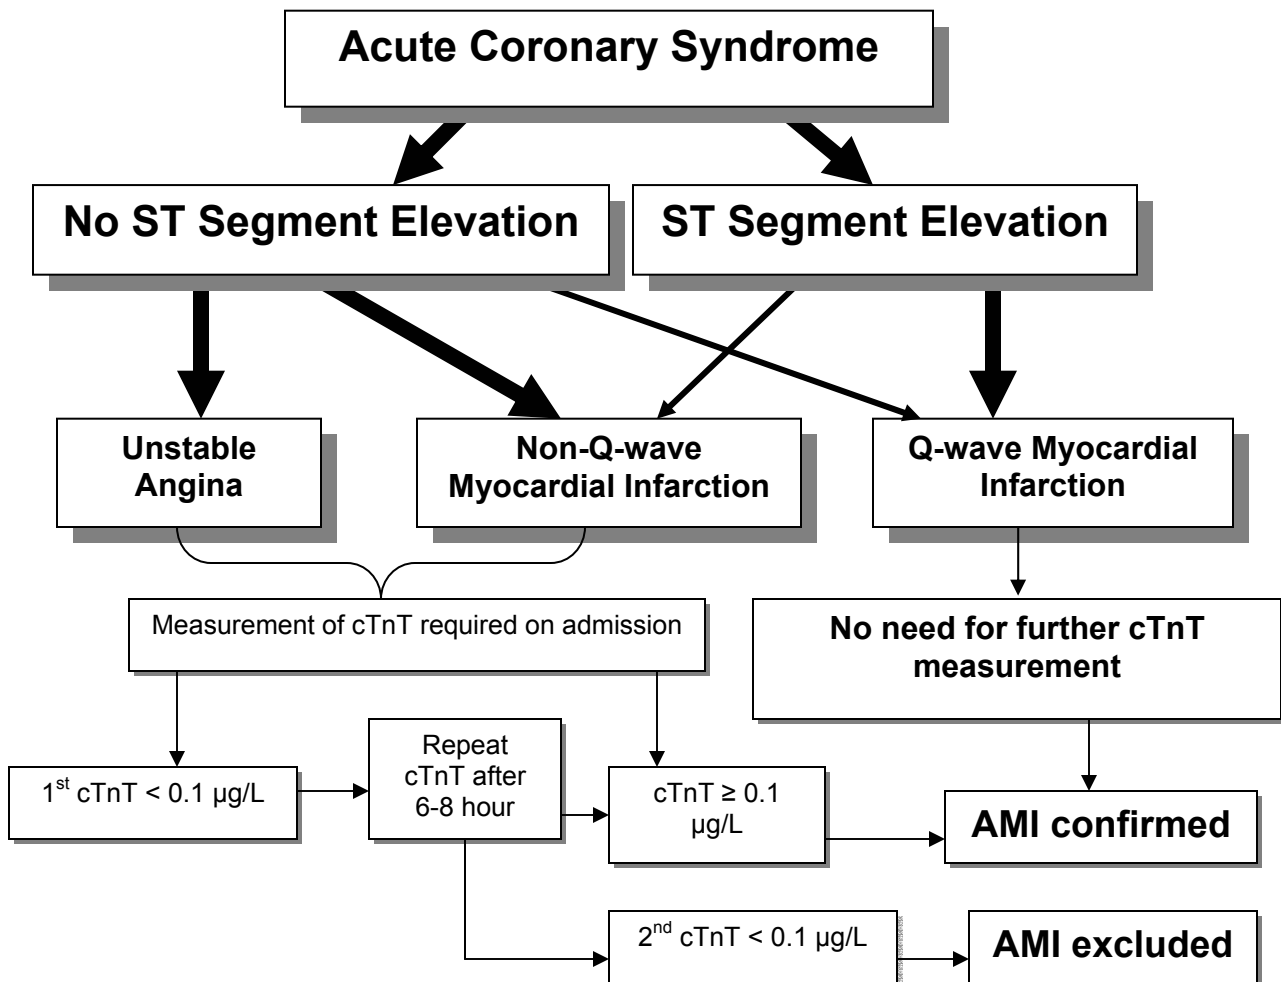 Acute Coronary Syndrome
No ST Segment Elevation
ST Segment Elevation
Unstable
Angina
Non-Q-wave
Myocardial Infarction
Q-wave Myocardial
Infarction
Measurement of cTnT required on admission
No need for further cTnT
measurement
1st cTnT < 0.1 µg/L
Repeat
cTnT after
6-8 hour
cTnT ≥ 0.1
µg/L
AMI confirmed
2nd cTnT < 0.1 µg/L
AMI excluded